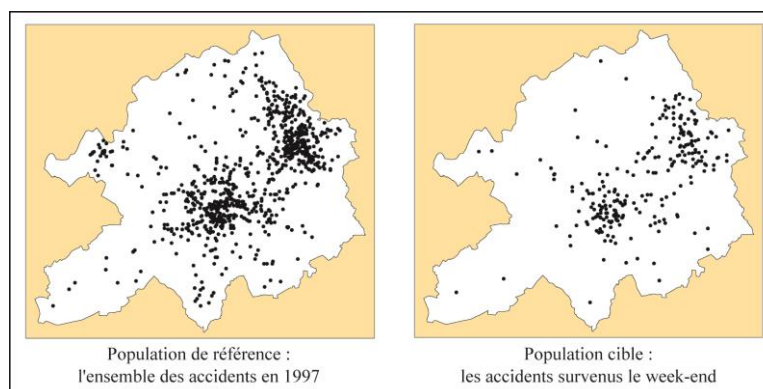 Population de référence :
l'ensemble des accidents en 1997
Population cible :
les accidents survenus le week-end